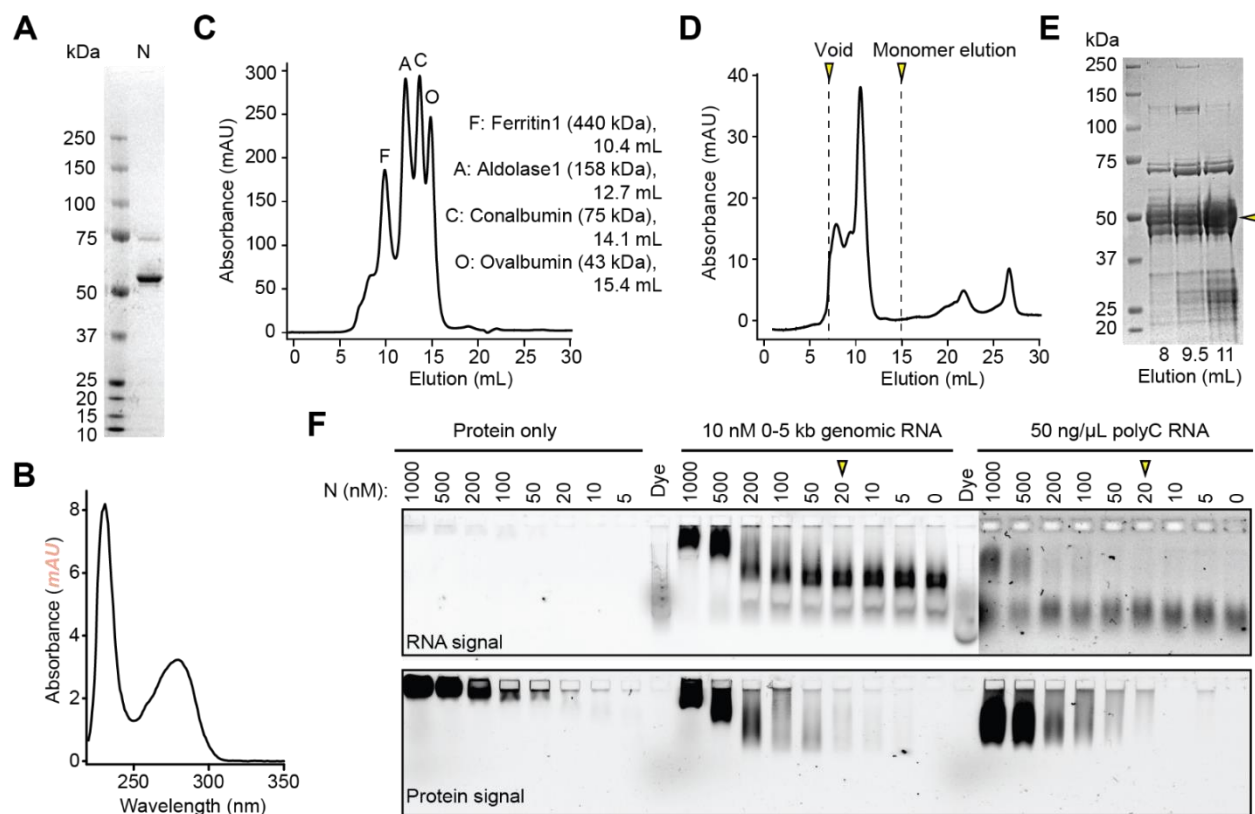 A
kDa
N
250
150
100
75
50
37
25
20
15
10
B
Absorbance (mAU)
8
6
4
2
0
250
300
350
Wavelength (nm)
C
Absorbance (mAU)
300
250
200
150
100
50
0
F
A
C
O
F: Ferritin1 (440 kDa),
10.4 mL
A: Aldolase1 (158 kDa)
12.7 mL
C: Conalbumin (75 kDa),
14.1 mL
O: Ovalbumin (43 kDa),
15.4 mL
0
5
10
15
20
25
30
Elution (mL)
D
Void
Monomer elution
Absorbance (mAU)
40
30
20
10
0
0
5
10
15
20
25
30
Elution (mL)
E
kDa
250
150
100
75
50
37
25
20
8
9.5
11
Elution (mL)
F
Protein only
10 nM 0-5 kb genomic RNA
50 ng/µL polyC RNA
N (nM):
1000
500
200
100
50
20
10
5
Dye
1000
500
200
100
50
20
10
5
0
Dye
1000
500
200
100
50
20
10
5
0
RNA signal
Protein signal